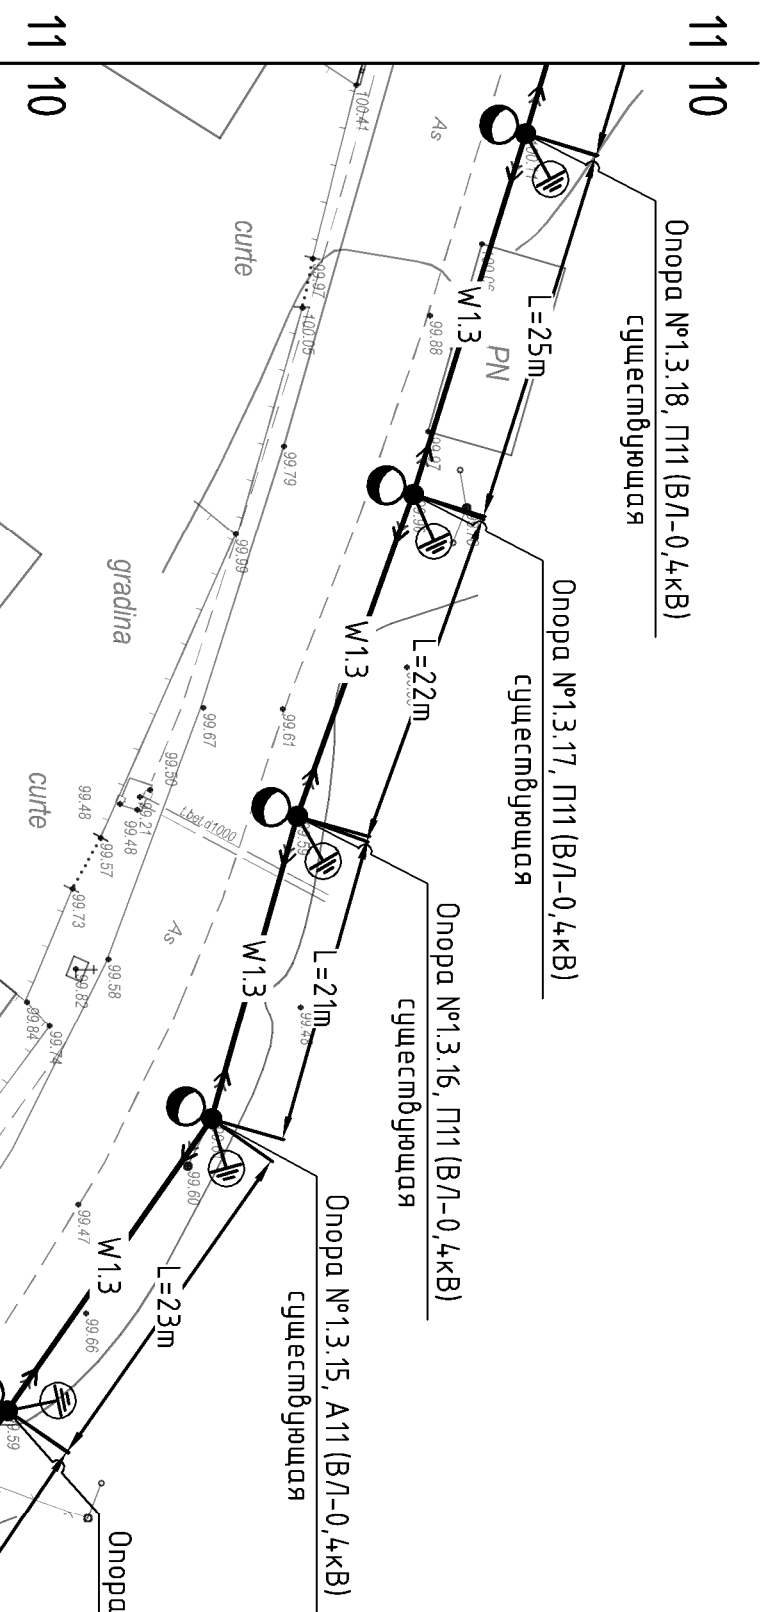 11
10
11
10
Опора №1.3.18, П11 (ВЛ-0,4кВ)
существующая
Опора №1.3.17, П11 (ВЛ-0,4кВ)
существующая
Опора №1.3.16, П11 (ВЛ-0,4кВ)
существующая
Опора №1.3.15, А11 (ВЛ-0,4кВ)
существующая
Опора
L=25m
W1.3
L=22m
W1.3
L=21m
W1.3
L=23m
W1.3
PN
As
As
curte
gradina
curte
t.bet.d1000
100.41
99.97
100.05
99.88
99.97
99.79
99.99
99.67
99.61
99.50
99.21
99.48
99.48
99.57
99.73
99.58
99.82
99.84
99.74
99.48
99.60
99.47
99.66